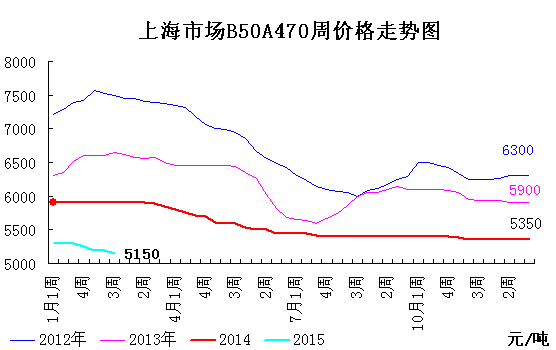 上海市场B50A470周价格走势图
8000
7500
7000
6500
6000
5500
5000
6300
5900
5350
5150
1月1周
4周
3周
2周
4月1周
4周
3周
2周
7月1周
4周
3周
2周
10月1周
4周
3周
2周
2012年
2013年
2014
2015
元/吨